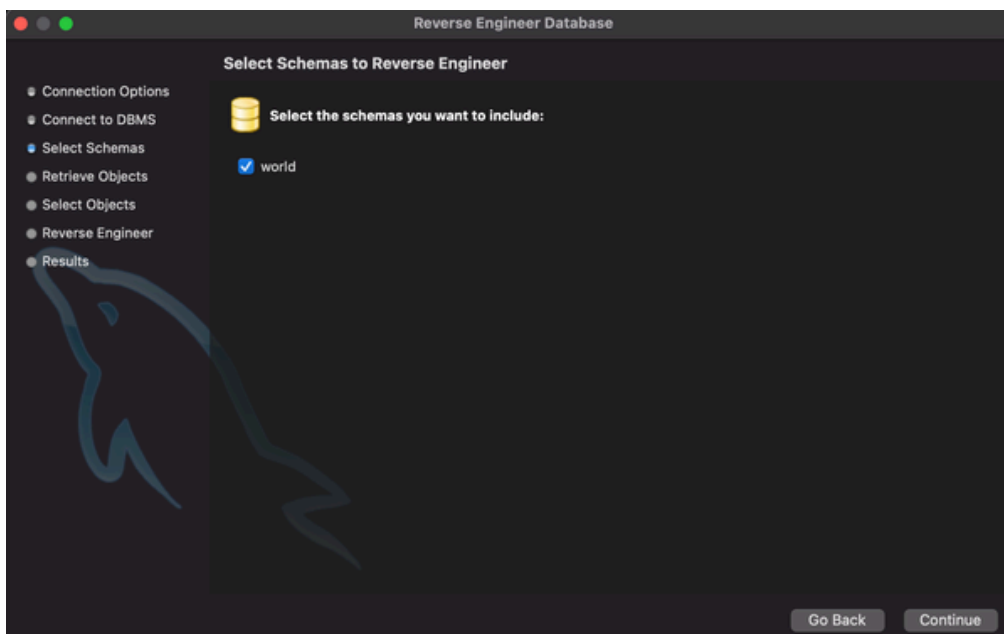 Reverse Engineer Database
Select Schemas to Reverse Engineer
Connection Options
Connect to DBMS
Select Schemas
Retrieve Objects
Select Objects
Reverse Engineer
Results
Select the schemas you want to include:
world
Go Back
Continue